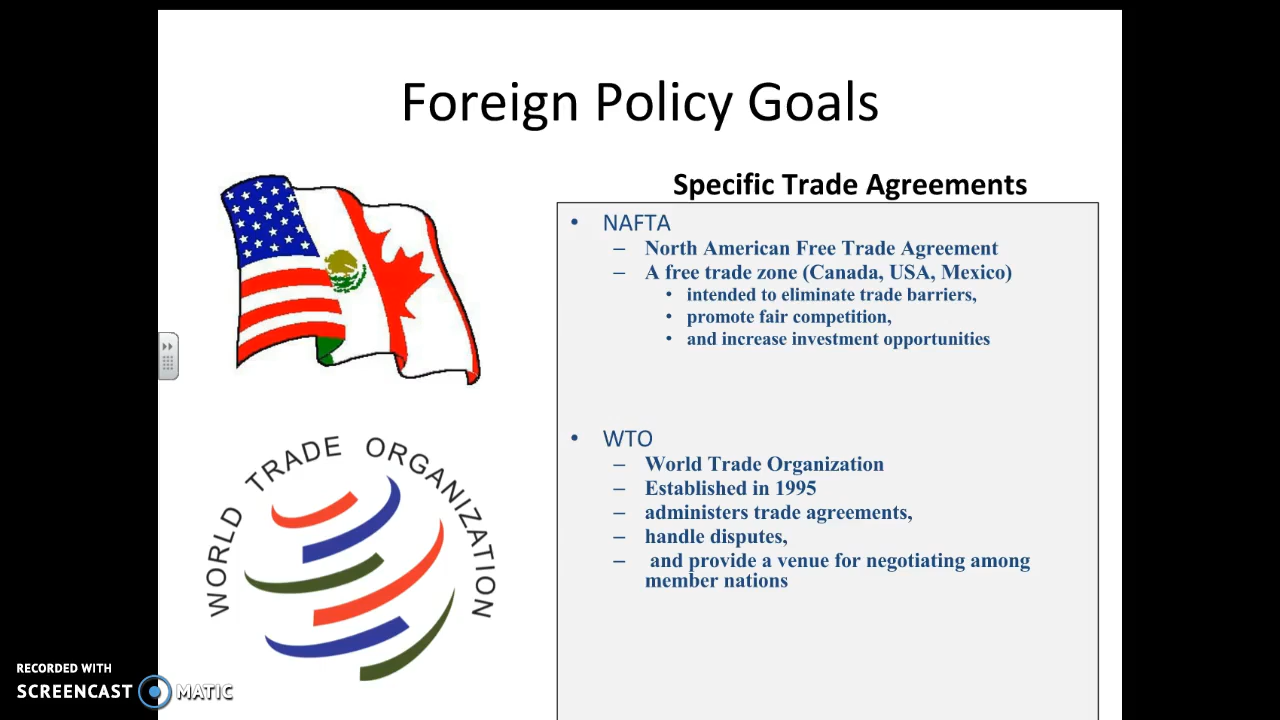 Foreign Policy Goals
Specific Trade Agreements
• NAFTA
– North American Free Trade Agreement
– A free trade zone (Canada, USA, Mexico)
• intended to eliminate trade barriers,
• promote fair competition,
• and increase investment opportunities
• WTO
– World Trade Organization
– Established in 1995
– administers trade agreements,
– handle disputes,
– and provide a venue for negotiating among
member nations
WORLD TRADE ORGANIZATION
RECORDED WITH
SCREENCAST MATIC